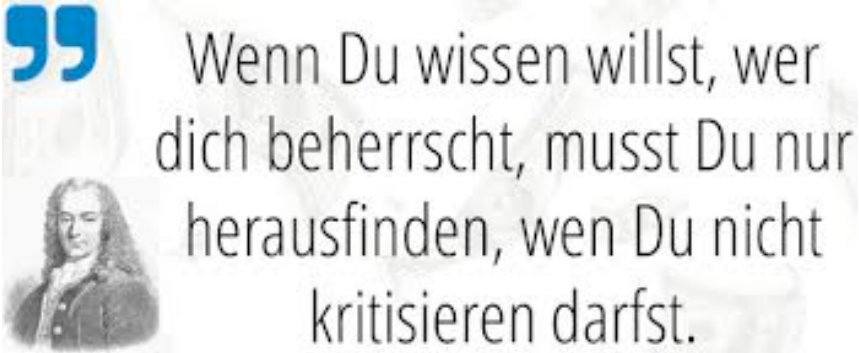 Wenn Du wissen willst, wer
dich beherrscht, musst Du nur
herausfinden, wen Du nicht
kritisieren darfst.